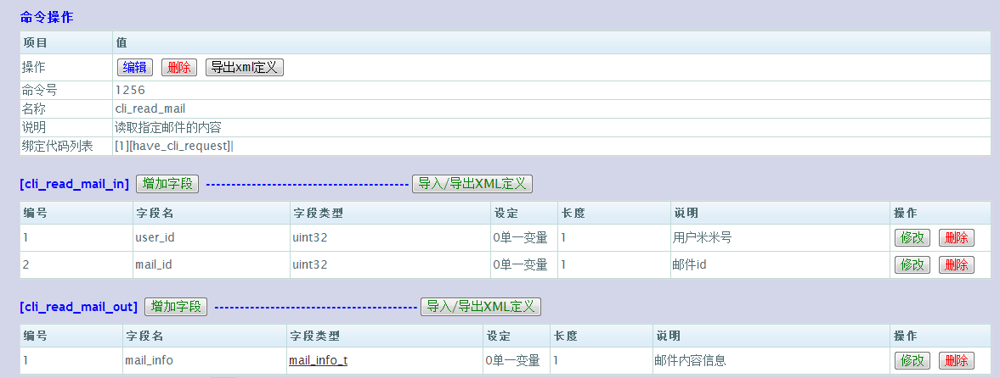 命令操作
项目 值
操作 编辑 删除 导出xml定义
命令号 1256
名称 cli_read_mail
说明 读取指定邮件的内容
绑定代码列表 [1][have_cli_request]|
[cli_read_mail_in] 增加字段 ---------------------------------------- 导入/导出XML定义
编号 字段名 字段类型 设定 长度 说明 操作
1 user_id uint32 0单一变量 1 用户米米号 修改 删除
2 mail_id uint32 0单一变量 1 邮件id 修改 删除
[cli_read_mail_out] 增加字段 ---------------------------------------- 导入/导出XML定义
编号 字段名 字段类型 设定 长度 说明 操作
1 mail_info mail_info_t 0单一变量 1 邮件内容信息 修改 删除